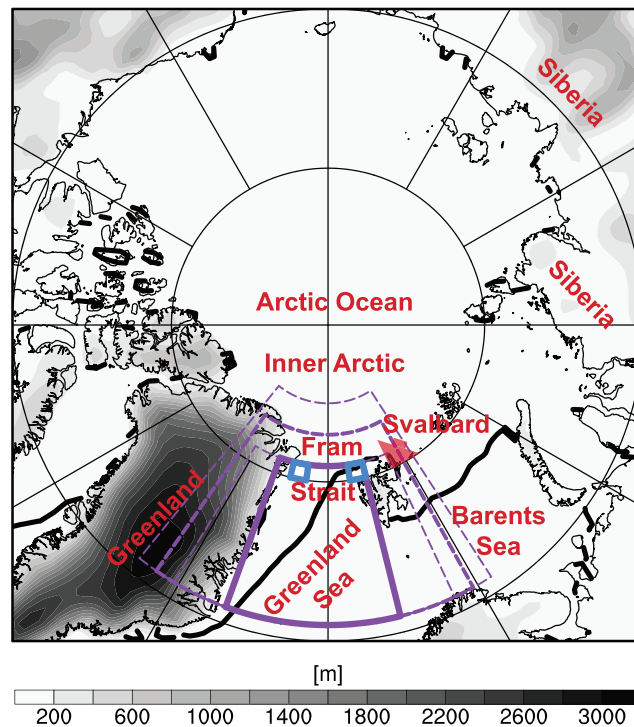 Siberia
Siberia
Arctic Ocean
Inner Arctic
Svalbard
Fram
Strait
Greenland
Greenland
Sea
Barents
Sea
[m]
200 600 1000 1400 1800 2200 2600 3000